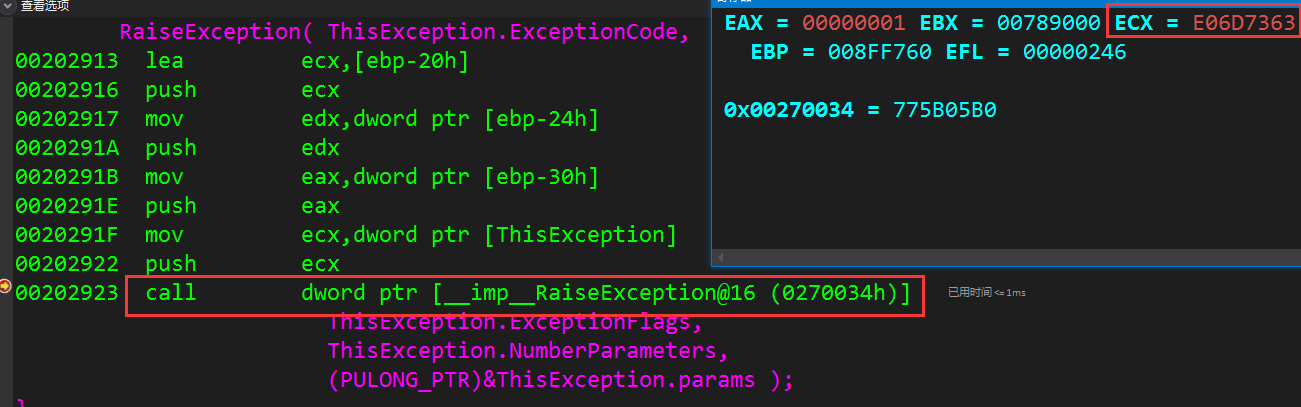 查看选项
RaiseException( ThisException.ExceptionCode,
00202913 lea ecx,[ebp-20h]
00202916 push ecx
00202917 mov edx,dword ptr [ebp-24h]
0020291A push edx
0020291B mov eax,dword ptr [ebp-30h]
0020291E push eax
0020291F mov ecx,dword ptr [ThisException]
00202922 push ecx
00202923 call dword ptr [__imp__RaiseException@16 (0270034h)] 已用时间 <= 1ms
ThisException.ExceptionFlags,
ThisException.NumberParameters,
(PULONG_PTR)&ThisException.params );
}
EAX = 00000001 EBX = 00789000 ECX = E06D7363
EBP = 008FF760 EFL = 00000246
0x00270034 = 775B05B0